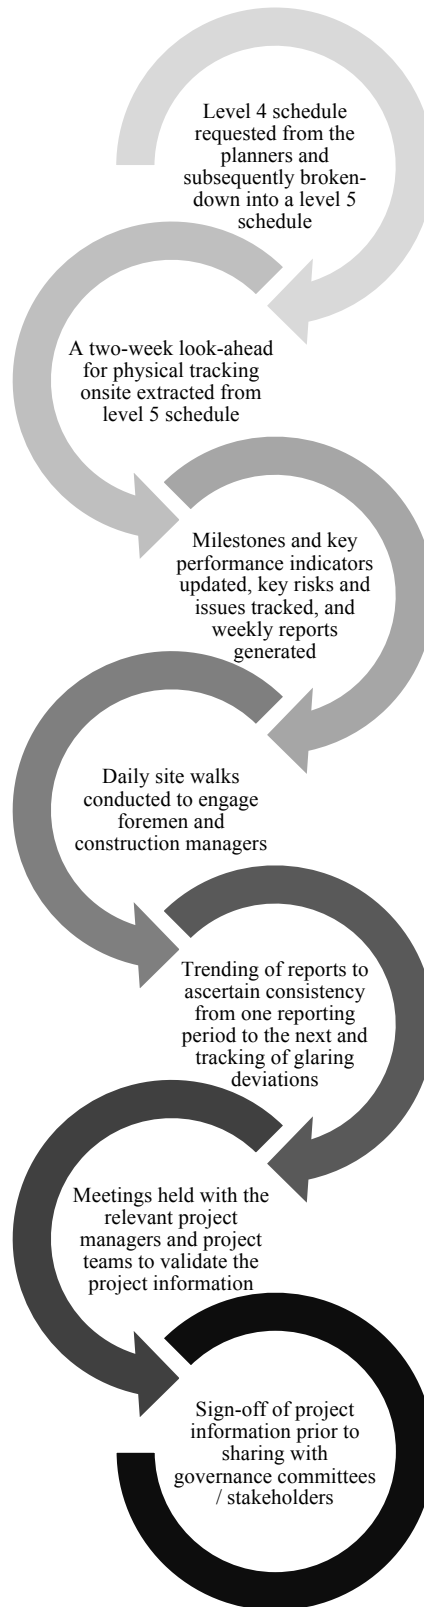 Level 4 schedule
requested from the
planners and
subsequently broken-
down into a level 5
schedule
A two-week look-ahead
for physical tracking
onsite extracted from
level 5 schedule
Milestones and key
performance indicators
updated, key risks and
issues tracked, and
weekly reports
generated
Daily site walks
conducted to engage
foremen and
construction managers
Trending of reports to
ascertain consistency
from one reporting
period to the next and
tracking of glaring
deviations
Meetings held with the
relevant project
managers and project
teams to validate the
project information
Sign-off of project
information prior to
sharing with
governance committees
/ stakeholders